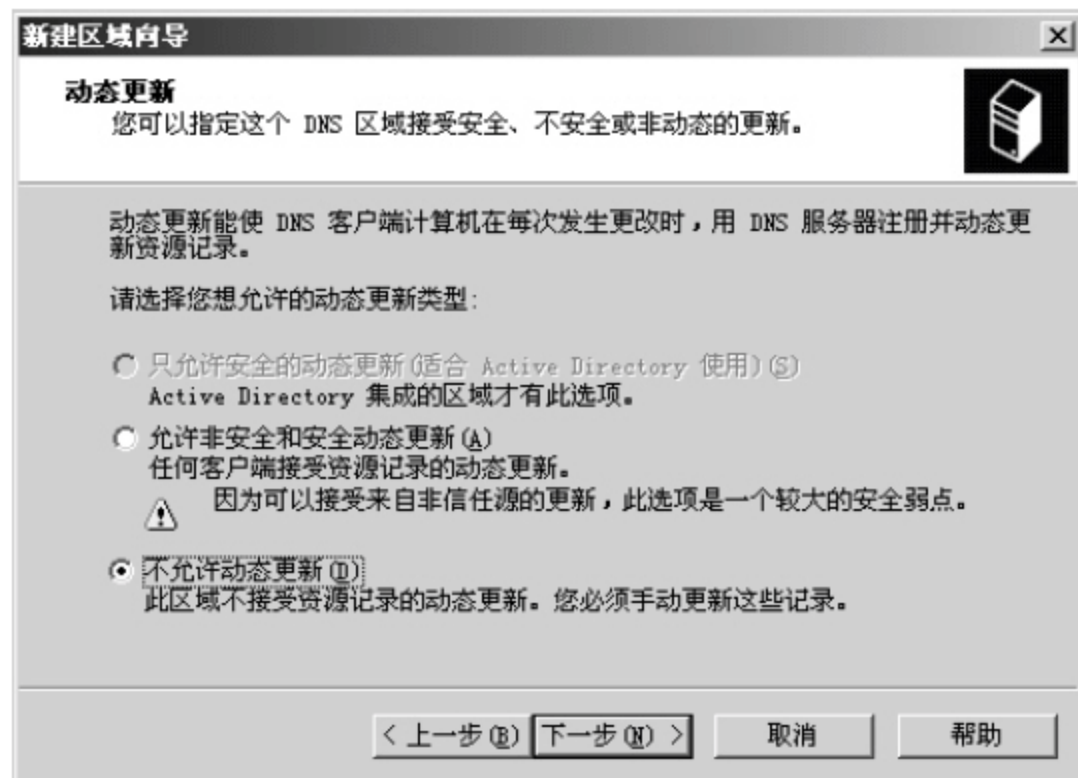 新建区域向导
动态更新
您可以指定这个 DNS 区域接受安全、不安全或非动态的更新。
动态更新能使 DNS 客户端计算机在每次发生更改时，用 DNS 服务器注册并动态更
新资源记录。
请选择您想允许的动态更新类型:
只允许安全的动态更新(适合 Active Directory 使用)(S)
Active Directory 集成的区域才有此选项。
允许非安全和安全动态更新(A)
任何客户端接受资源记录的动态更新。
因为可以接受来自非信任源的更新，此选项是一个较大的安全弱点。
不允许动态更新(D)
此区域不接受资源记录的动态更新。您必须手动更新这些记录。
< 上一步(B) 下一步(N) > 取消 帮助